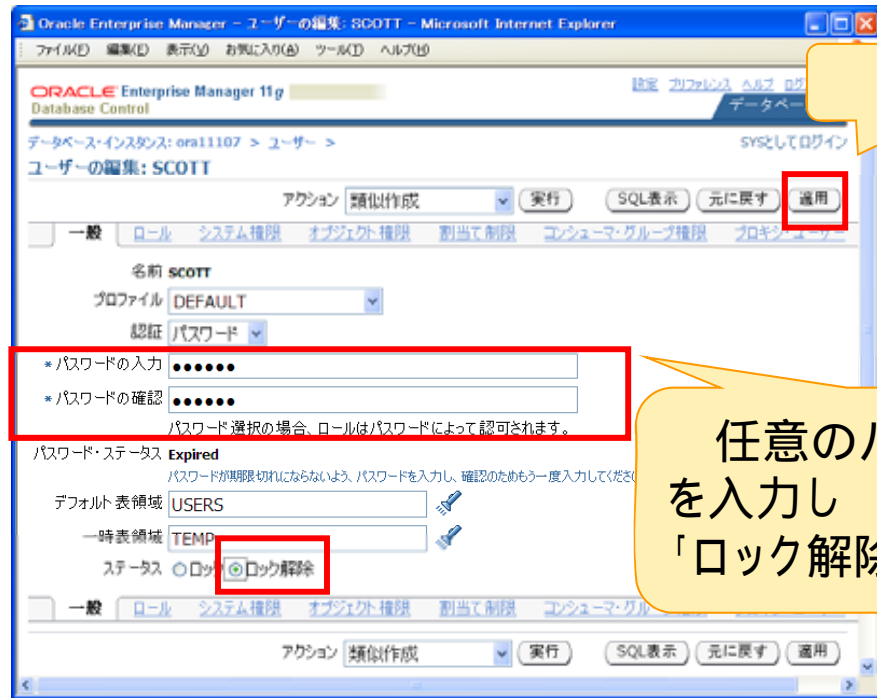 Oracle Enterprise Manager - ユーザーの編集: SCOTT - Microsoft Internet Explorer
ファイル(F) 編集(E) 表示(V) お気に入り(A) ツール(T) ヘルプ(H)
ORACLE Enterprise Manager 11g
Database Control
設定 プリファレンス ヘルプ
データベー
データベース・インスタンス: ora11107 > ユーザー >
SYSとしてログイン
ユーザーの編集: SCOTT
アクション 類似作成 実行 SQL表示 元に戻す 適用
一般 ロール システム権限 オブジェクト権限 割当て制限 コンシューマ・グループ権限 プロキシ・ユーザー
名前 SCOTT
プロファイル DEFAULT
認証 パスワード
* パスワードの入力 ●●●●●●
* パスワードの確認 ●●●●●●
パスワード選択の場合、ロールはパスワードによって認可されます。
パスワード・ステータス Expired
パスワードが期限切れにならないよう、パスワードを入力し、確認のためもう一度入力してくださ
デフォルト表領域 USERS
一時表領域 TEMP
ステータス ロック ロック解除
任意のパ
を入力し
「ロック解除
一般 ロール システム権限 オブジェクト権限 割当て制限 コンシューマ・グル
アクション 類似作成 実行 SQL表示 元に戻す 適用